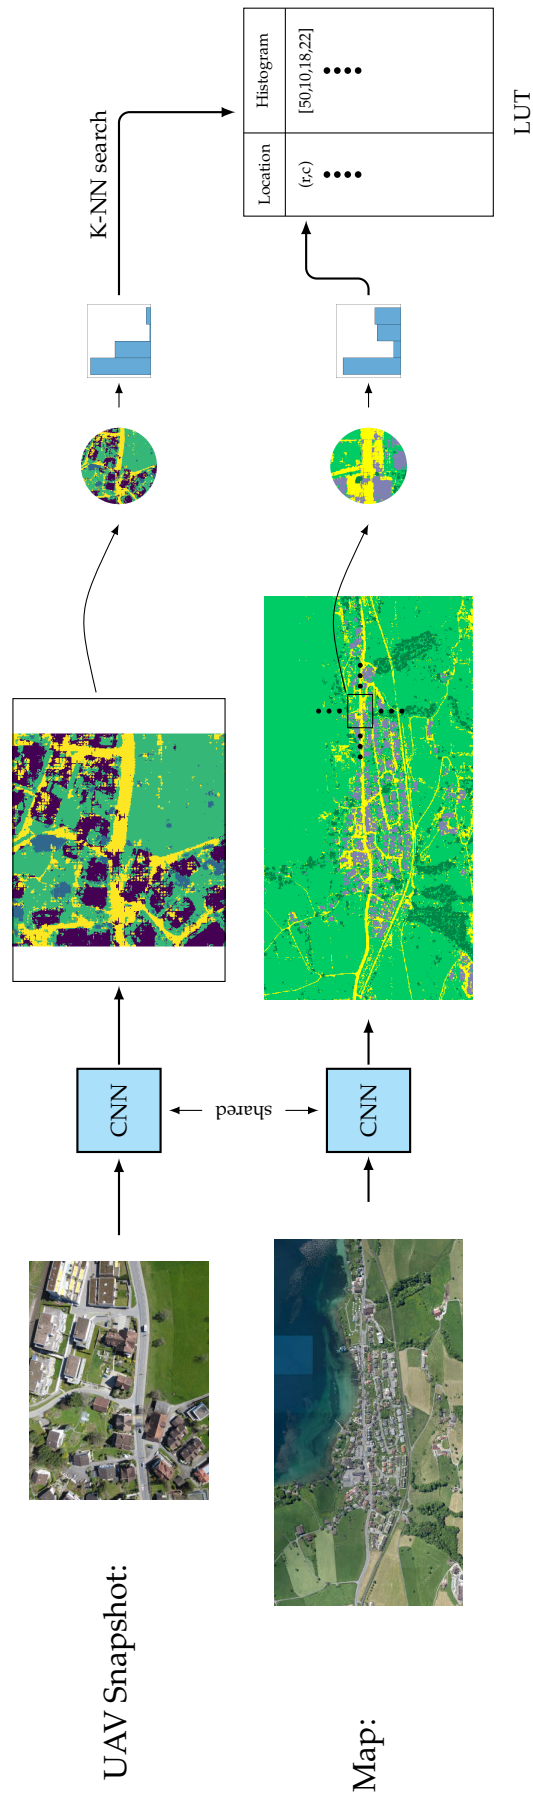 UAV Snapshot:
CNN
K-NN search
shared
Map:
CNN
Location Histogram
(r,c) [50,10,18,22]
LUT